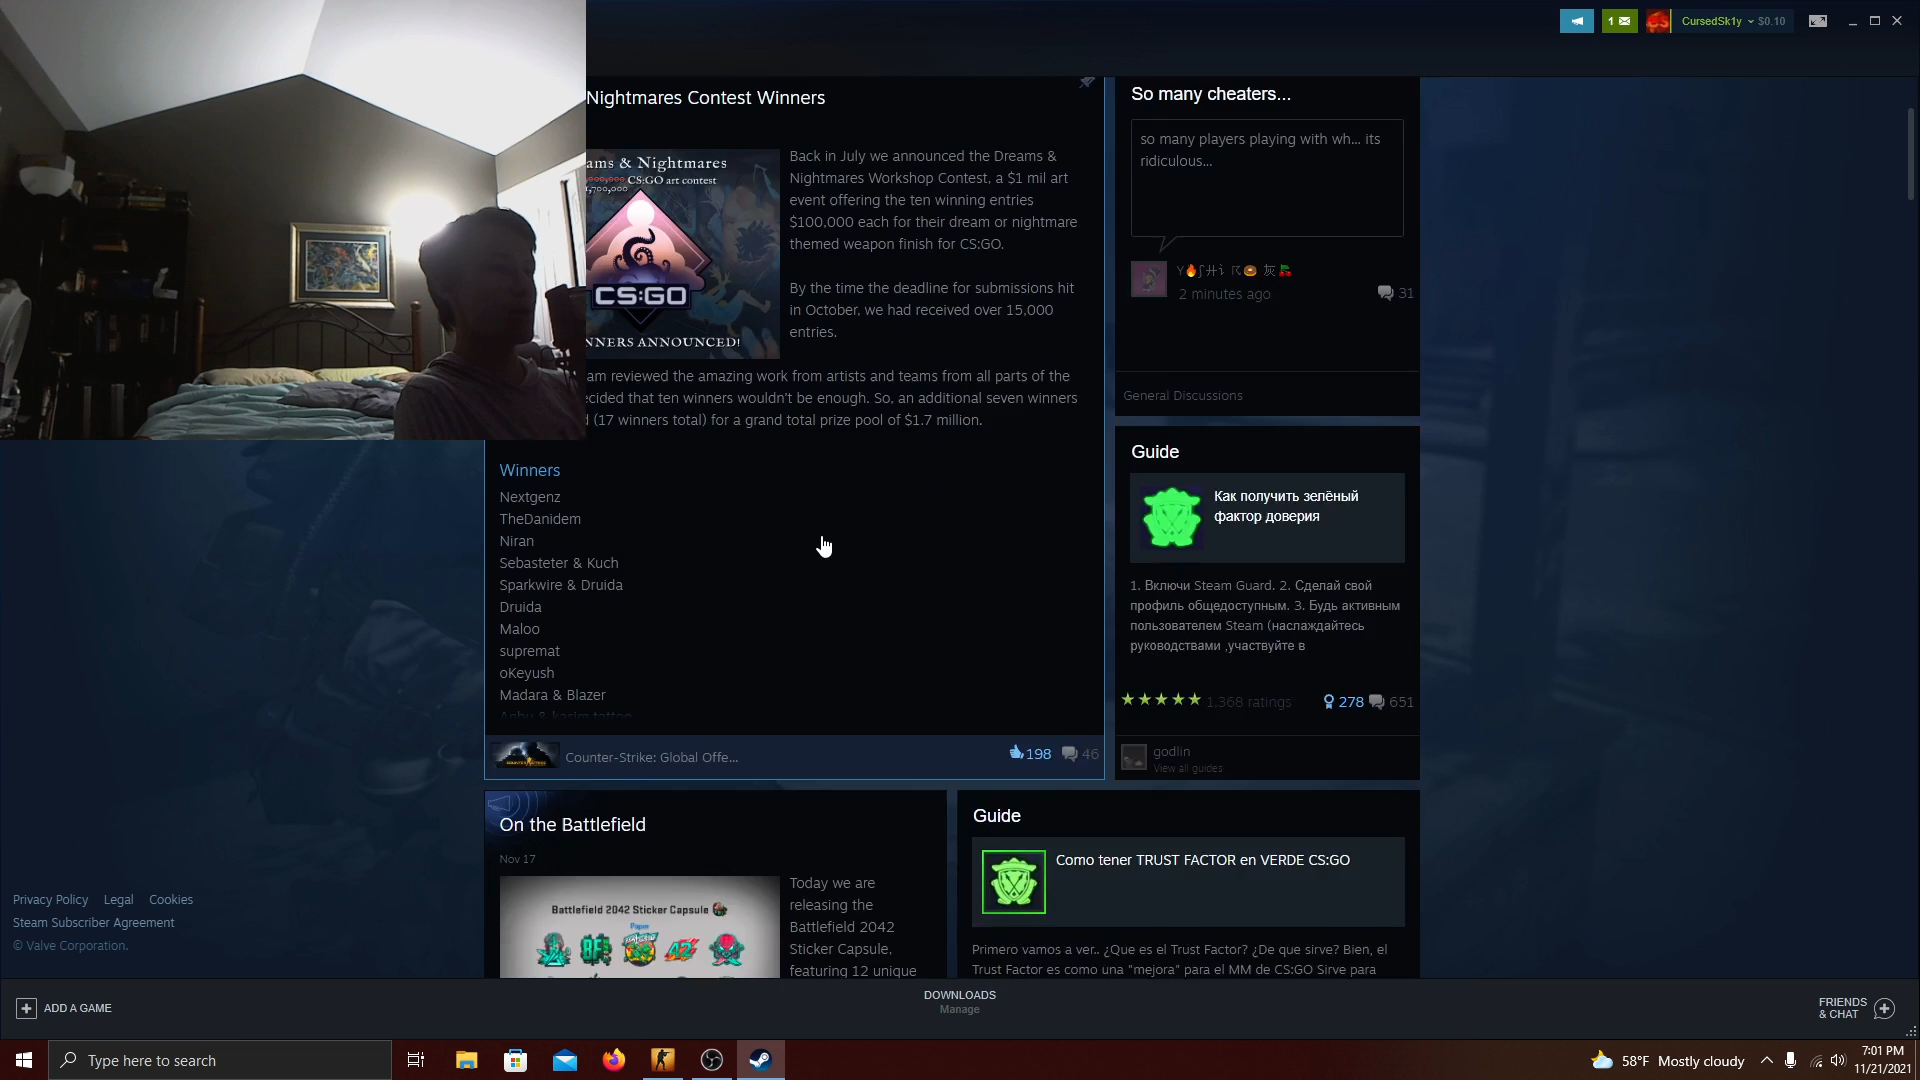 1
CursedSk1y
$0.10
Nightmares Contest Winners
ams & Nightmares
CS:GO art contest
1,700,000
CS:GO
NNERS ANNOUNCED!
Back in July we announced the Dreams &
Nightmares Workshop Contest, a $1 mil art
event offering the ten winning entries
$100,000 each for their dream or nightmare
themed weapon finish for CS:GO.
By the time the deadline for submissions hit
in October, we had received over 15,000
entries.
am reviewed the amazing work from artists and teams from all parts of the
ecided that ten winners wouldn't be enough. So, an additional seven winners
(17 winners total) for a grand total prize pool of $1.7 million.
Winners
Nextgenz
TheDanidem
Niran
Sebasteter & Kuch
Sparkwire & Druida
Druida
Maloo
supremat
oKeyush
Madara & Blazer
Counter-Strike: Global Offe...
198
46
So many cheaters...
so many players playing with wh... its
ridiculous...
2 minutes ago
31
General Discussions
Guide
Как получить зелёный
фактор доверия
1. Включи Steam Guard. 2. Сделай свой
профиль общедоступным. 3. Будь активным
пользователем Steam (наслаждайтесь
руководствами ,участвуйте в
1,368 ratings
278
651
godlin
View all guides
On the Battlefield
Nov 17
Battlefield 2042 Sticker Capsule
Today we are
releasing the
Battlefield 2042
Sticker Capsule,
featuring 12 unique
Guide
Como tener TRUST FACTOR en VERDE CS:GO
Primero vamos a ver.. ¿Que es el Trust Factor? ¿De que sirve? Bien, el
Trust Factor es como una "mejora" para el MM de CS:GO Sirve para
Privacy Policy Legal Cookies
Steam Subscriber Agreement
© Valve Corporation.
ADD A GAME
DOWNLOADS
Manage
FRIENDS
& CHAT
Type here to search
58°F Mostly cloudy
7:01 PM
11/21/2021